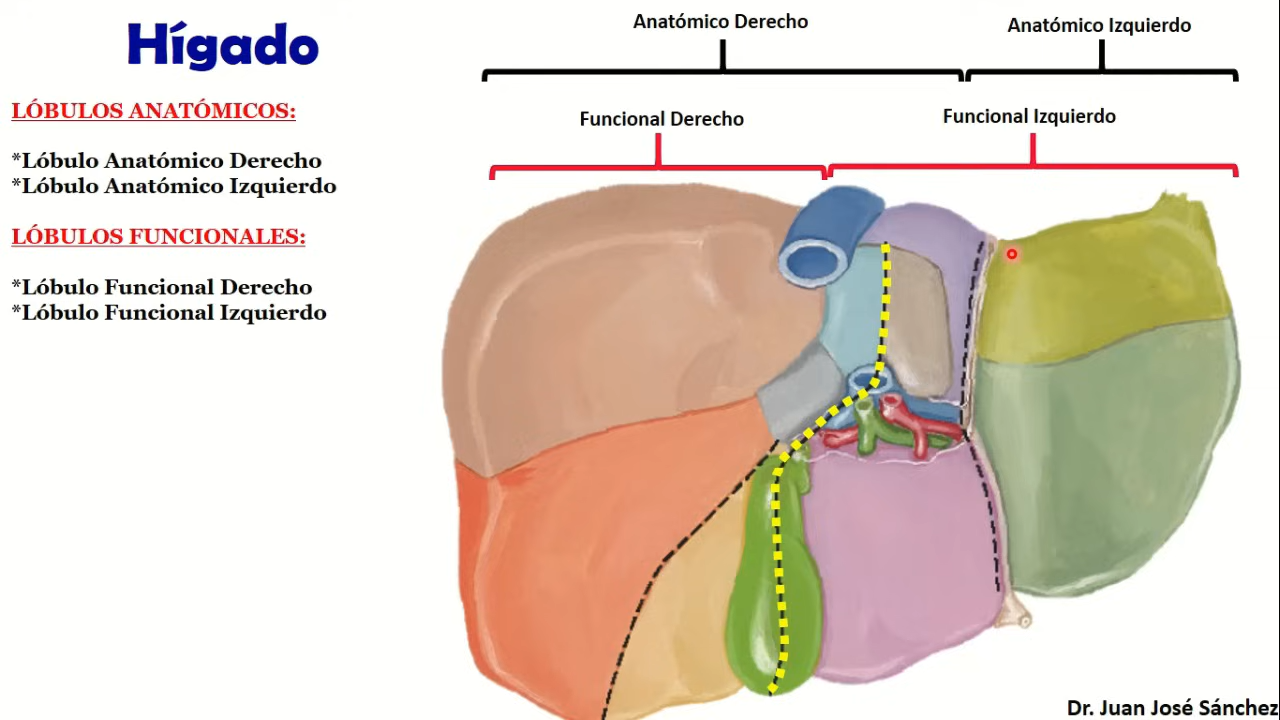 Hígado
LÓBULOS ANATÓMICOS:
*Lóbulo Anatómico Derecho
*Lóbulo Anatómico Izquierdo
LÓBULOS FUNCIONALES:
*Lóbulo Funcional Derecho
*Lóbulo Funcional Izquierdo
Anatómico Derecho
Anatómico Izquierdo
Funcional Derecho
Funcional Izquierdo
Dr. Juan José Sánchez